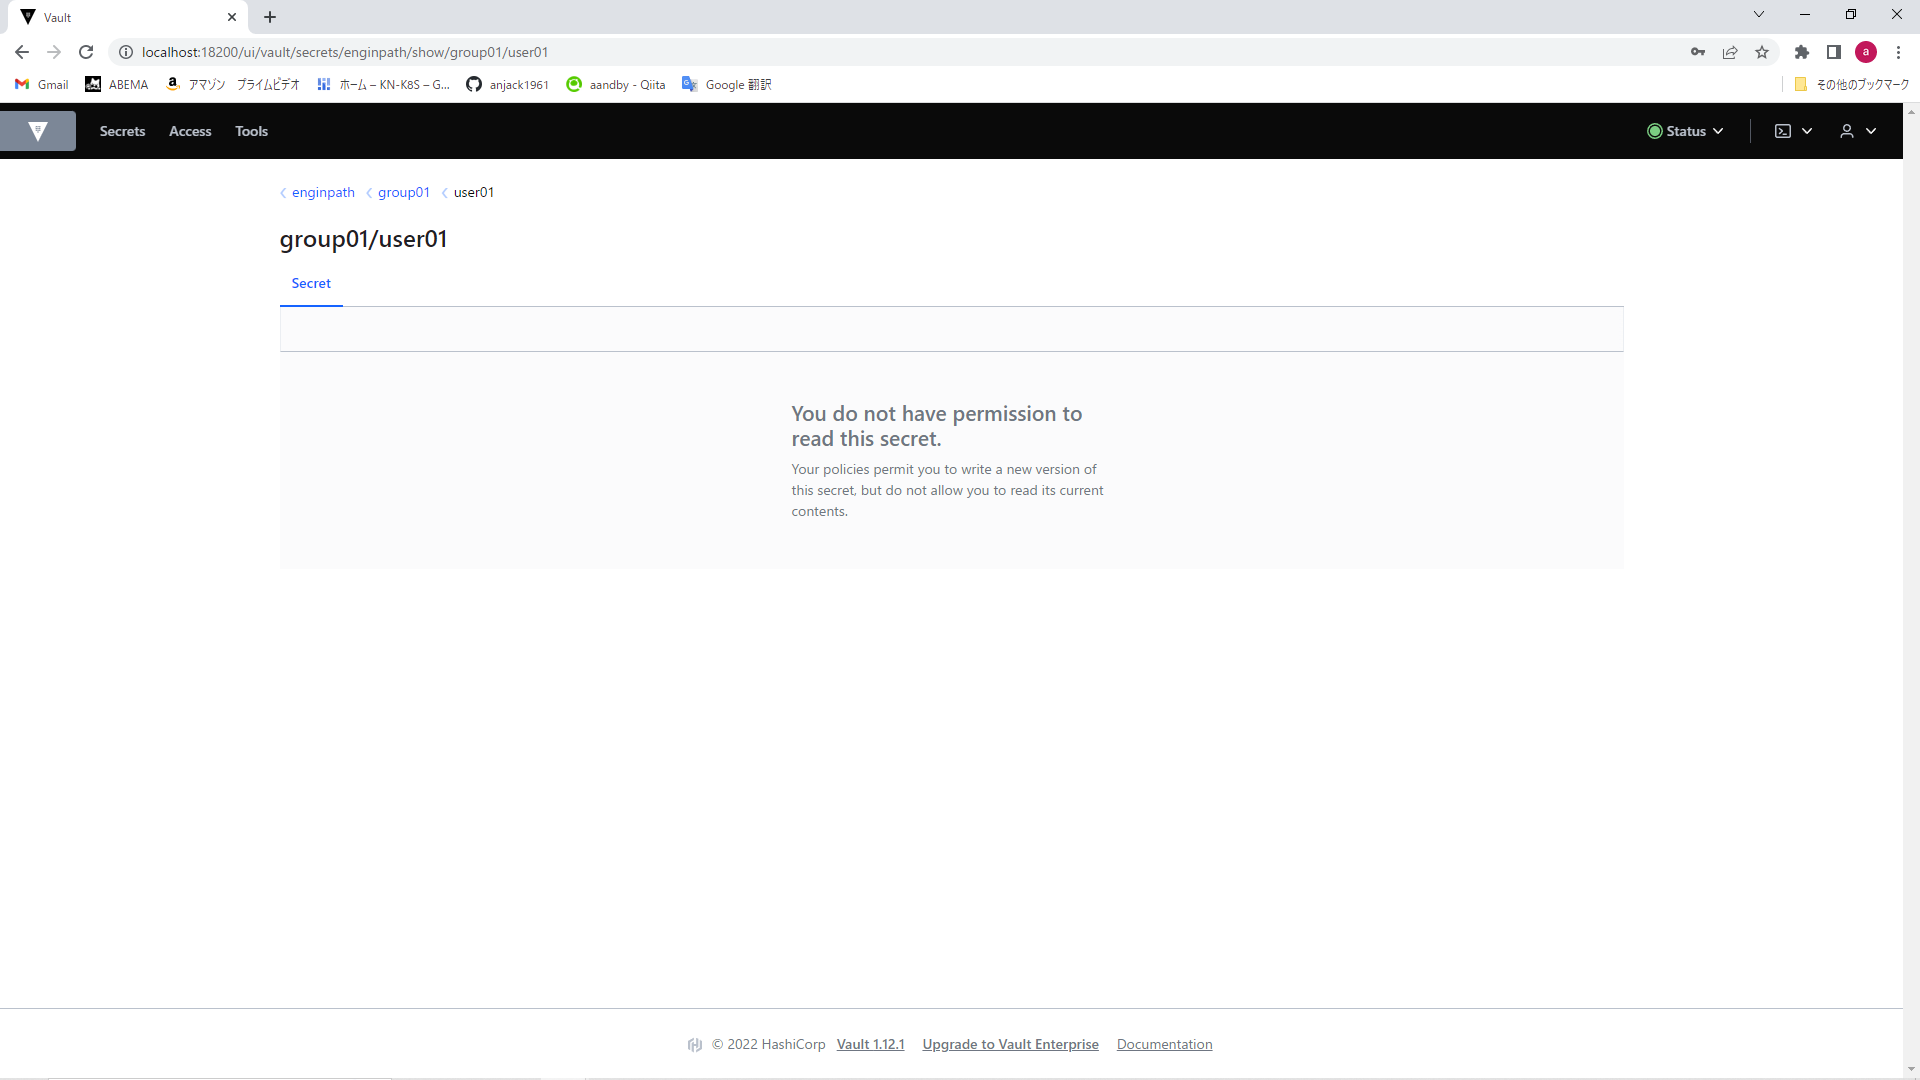 Vault
localhost:18200/ui/vault/secrets/enginpath/show/group01/user01
a
Gmail
ABEMA
アマゾン プライムビデオ
ホーム – KN-K8S – G...
anjack1961
aandby - Qiita
Google 翻訳
その他のブックマーク
Secrets
Access
Tools
Status
enginpath
group01
user01
group01/user01
Secret
You do not have permission to
read this secret.
Your policies permit you to write a new version of
this secret, but do not allow you to read its current
contents.
© 2022 HashiCorp
Vault 1.12.1
Upgrade to Vault Enterprise
Documentation